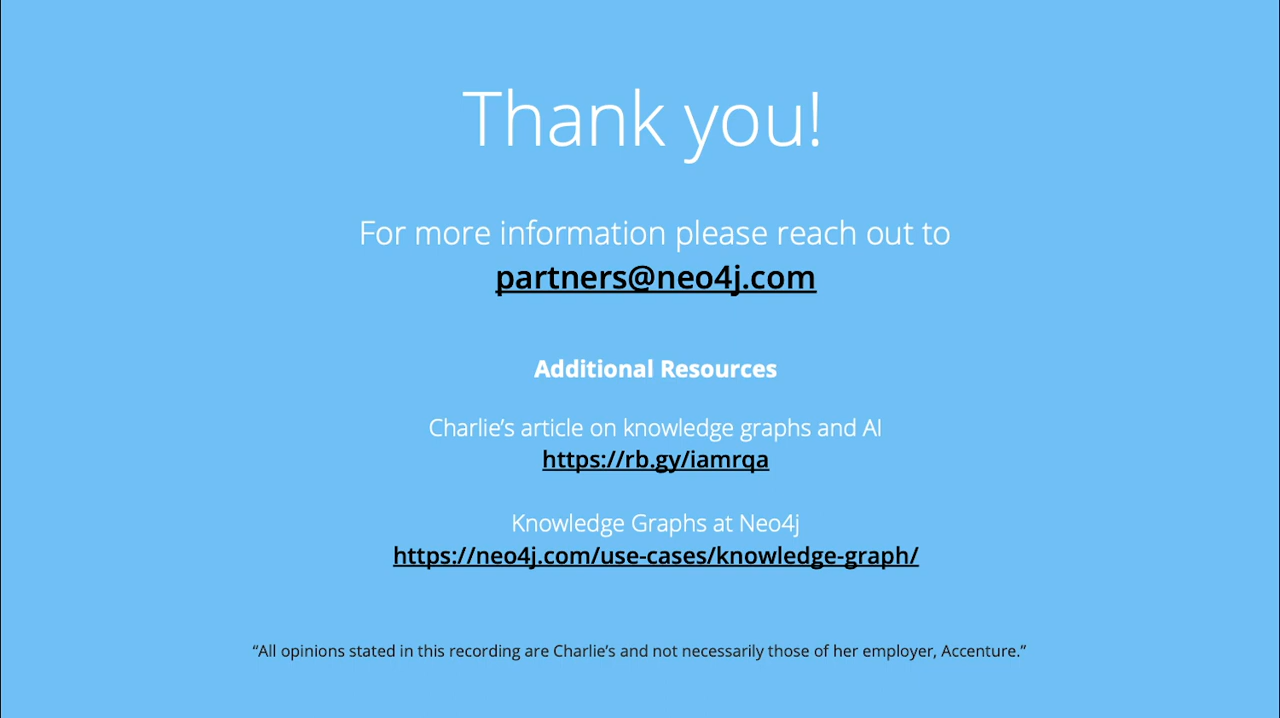 Thank you!
For more information please reach out to
partners@neo4j.com
Additional Resources
Charlie’s article on knowledge graphs and AI
https://rb.gy/iamrqa
Knowledge Graphs at Neo4j
https://neo4j.com/use-cases/knowledge-graph/
“All opinions stated in this recording are Charlie’s and not necessarily those of her employer, Accenture.”